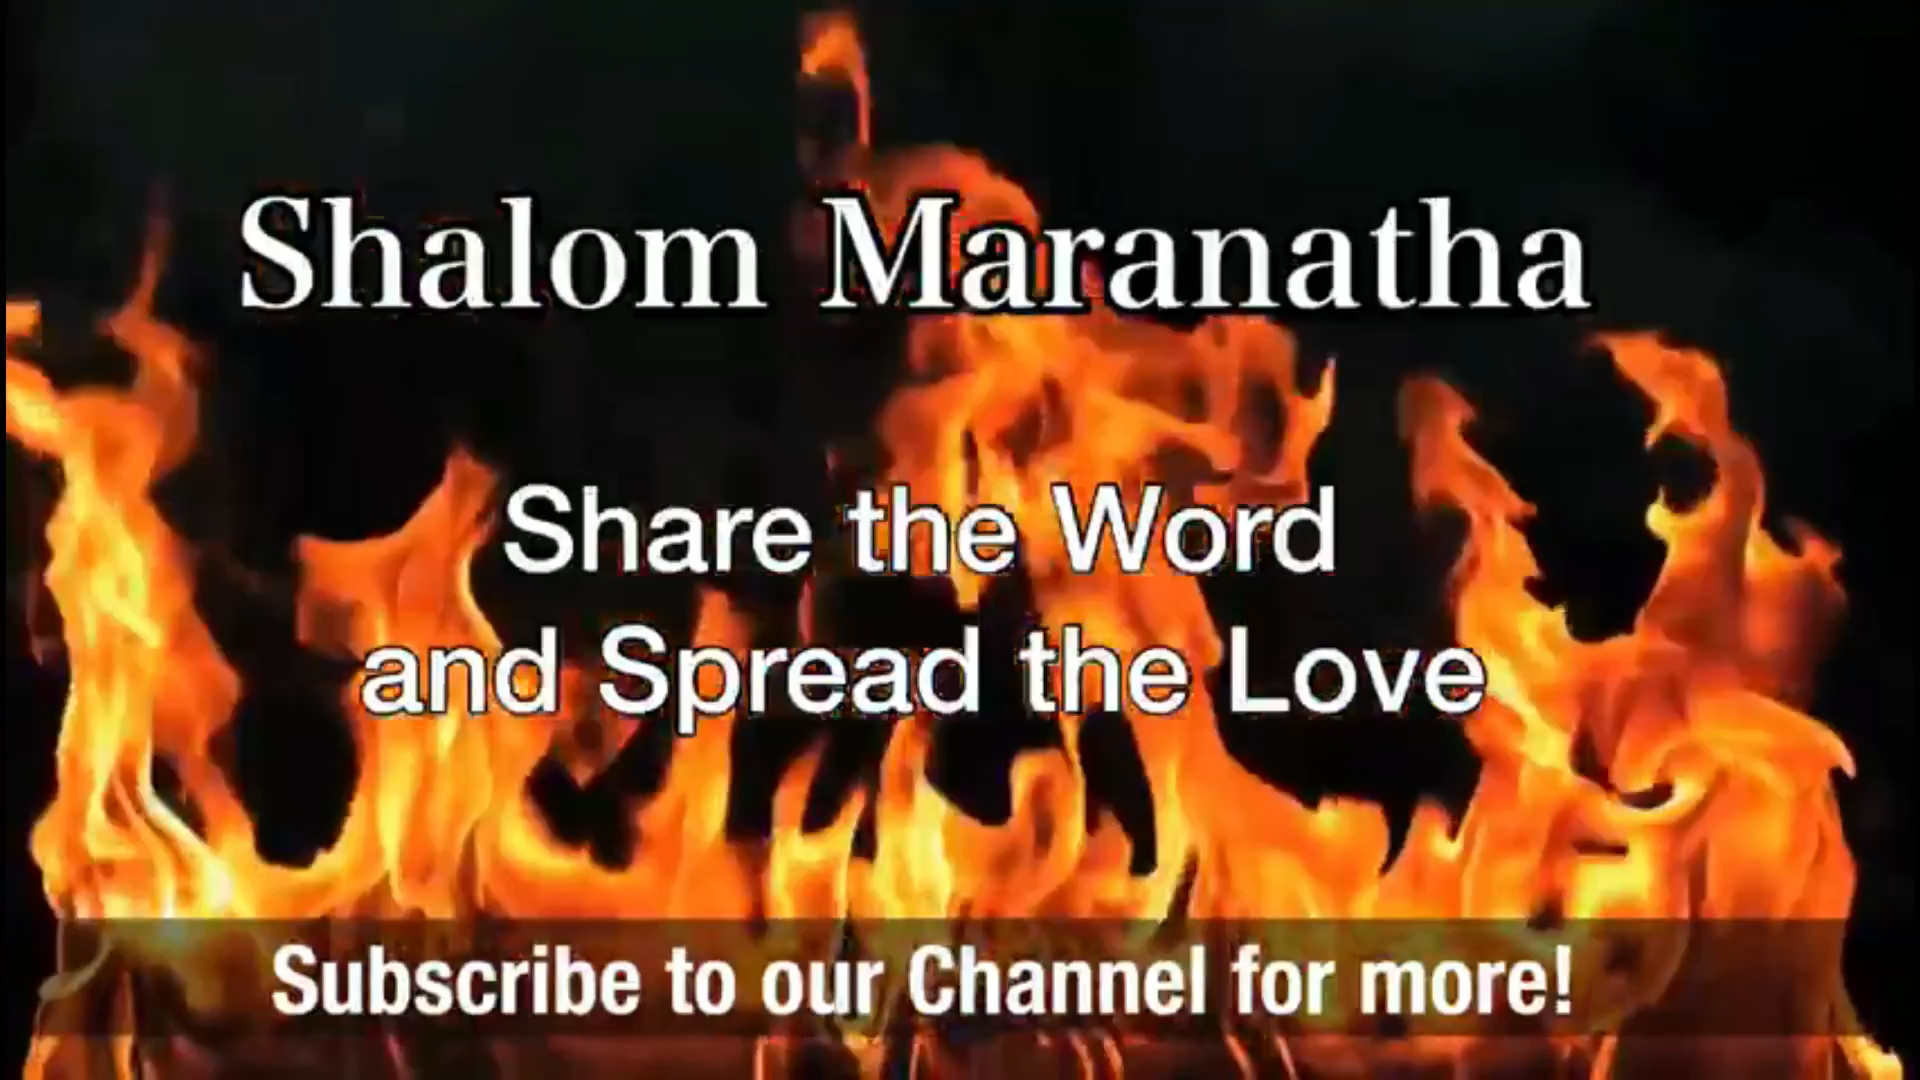 Shalom Maranatha
Share the Word
and Spread the Love
Subscribe to our Channel for more!